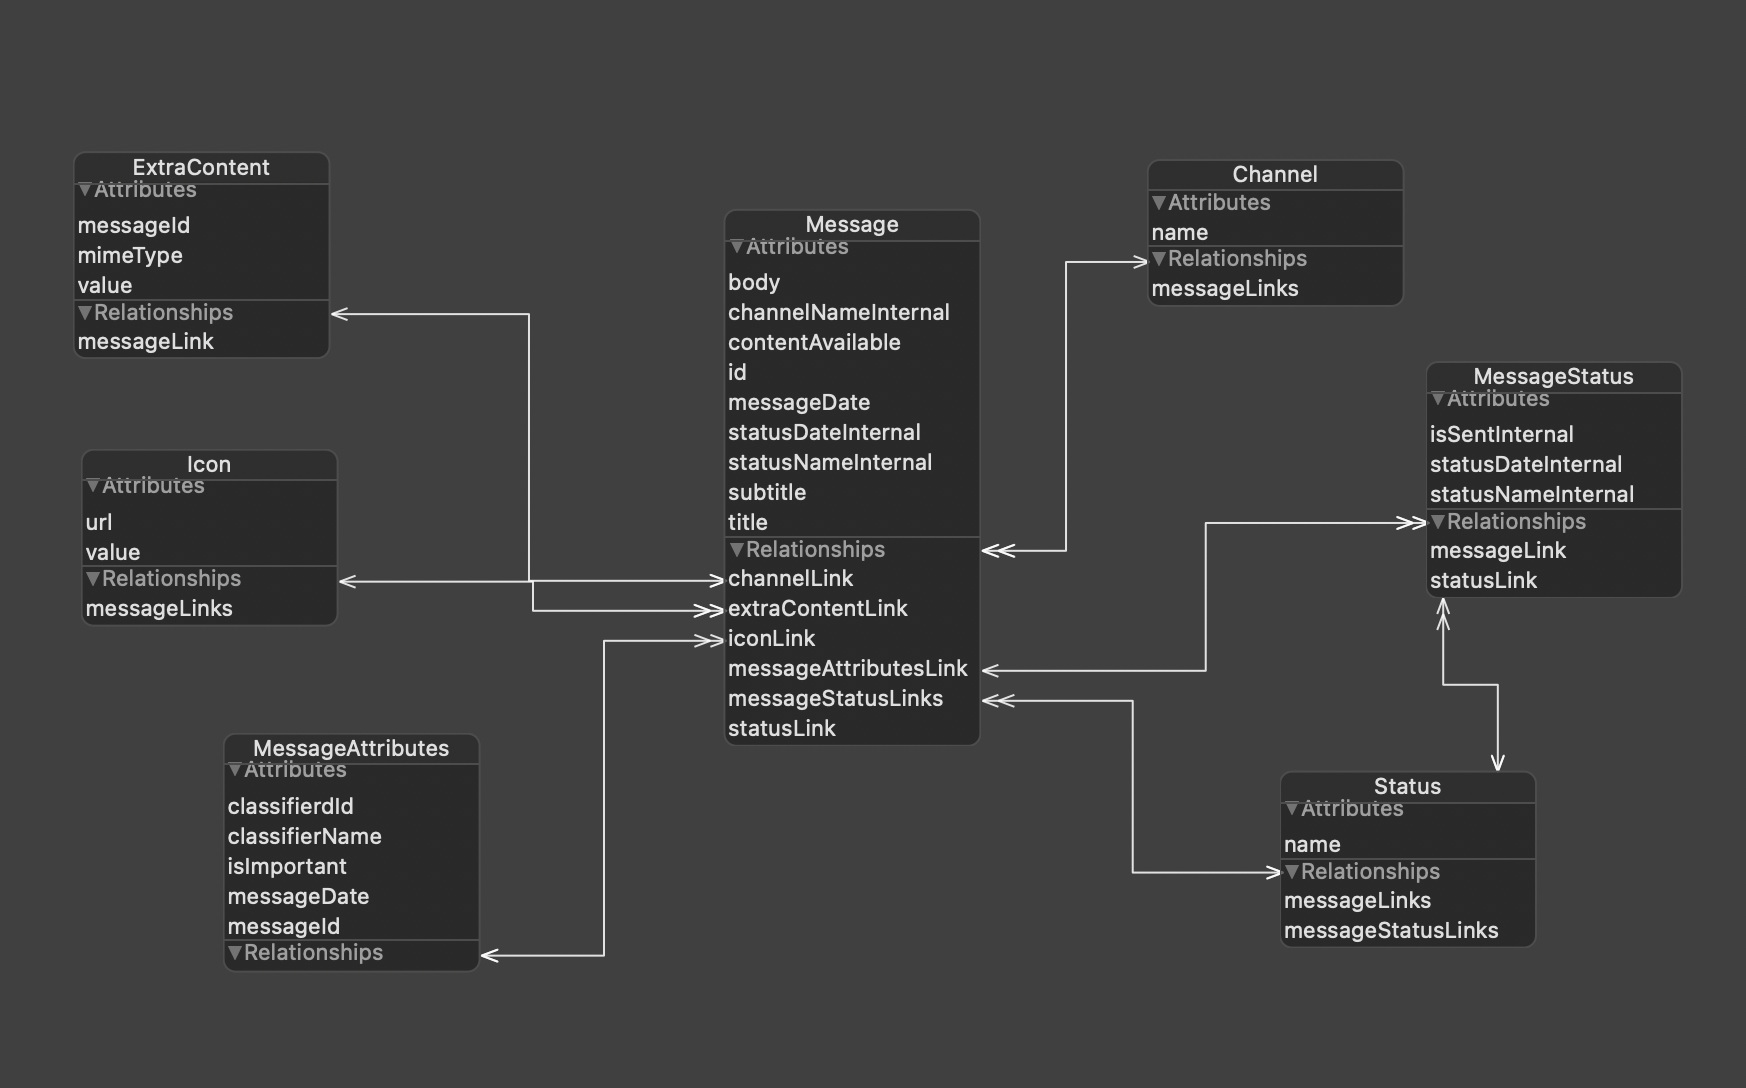 ExtraContent
▼Attributes
messageId
mimeType
value
▼Relationships
messageLink
Icon
▼Attributes
url
value
▼Relationships
messageLinks
MessageAttributes
▼Attributes
classifierdId
classifierName
isImportant
messageDate
messageId
▼Relationships
Message
▼Attributes
body
channelNameInternal
contentAvailable
id
messageDate
statusDateInternal
statusNameInternal
subtitle
title
▼Relationships
channelLink
extraContentLink
iconLink
messageAttributesLink
messageStatusLinks
statusLink
Channel
▼Attributes
name
▼Relationships
messageLinks
MessageStatus
▼Attributes
isSentInternal
statusDateInternal
statusNameInternal
▼Relationships
messageLink
statusLink
Status
▼Attributes
name
▼Relationships
messageLinks
messageStatusLinks